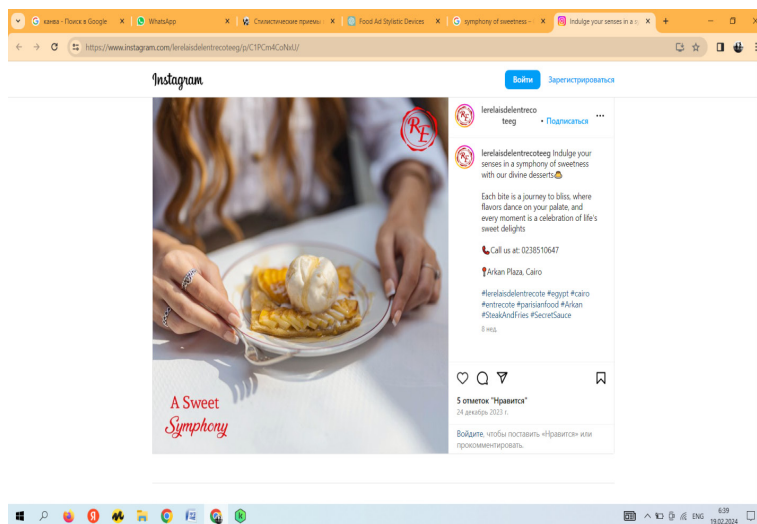 канва - Поиск в Google
WhatsApp
Стилистические приемы
Food Ad Stylistic Devices
symphony of sweetness -
Indulge your senses in a sy
https://www.instagram.com/lerelaisdelentrecoteeg/p/C1PCm4CoNxU/
Instagram
Войти
Зарегистрироваться
RE
RE
lerelaisdelentreco
teeg
• Подписаться
RE
lerelaisdelentrecoteeg Indulge your
senses in a symphony of sweetness
with our divine desserts
Each bite is a journey to bliss, where
flavors dance on your palate, and
every moment is a celebration of life's
sweet delights
Call us at: 0238510647
Arkan Plaza, Cairo
#lerelaisdelentrecote #egypt #cairo
#entrecote #parisianfood #Arkan
#SteakAndFries #SecretSauce
8 нед.
A Sweet
Symphony
5 отметок "Нравится"
24 декабрь 2023 г.
Войдите, чтобы поставить «Нравится» или
прокомментировать.
ENG
6:39
19.02.2024